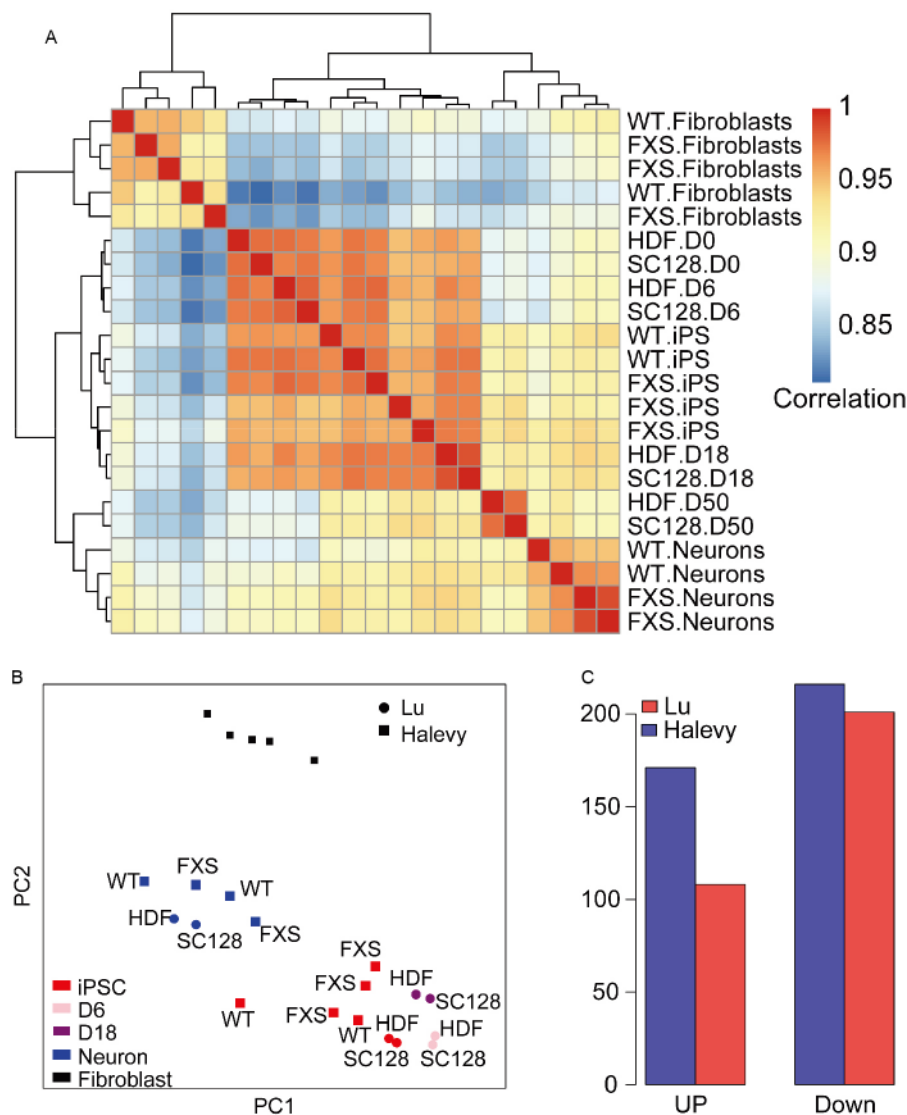 A
WT.Fibroblasts
FXS.Fibroblasts
FXS.Fibroblasts
WT.Fibroblasts
FXS.Fibroblasts
HDF.D0
SC128.D0
HDF.D6
SC128.D6
WT.iPS
WT.iPS
FXS.iPS
FXS.iPS
FXS.iPS
HDF.D18
SC128.D18
HDF.D50
SC128.D50
WT.Neurons
WT.Neurons
FXS.Neurons
FXS.Neurons
1
0.95
0.9
0.85
Correlation
B
Lu
Halevy
WT
FXS
WT
HDF
SC128
FXS
FXS
FXS
HDF
SC128
WT
FXS
WT
HDF
HDF
SC128
SC128
iPSC
D6
D18
Neuron
Fibroblast
PC2
PC1
C
Lu
Halevy
200
150
100
50
0
UP
Down